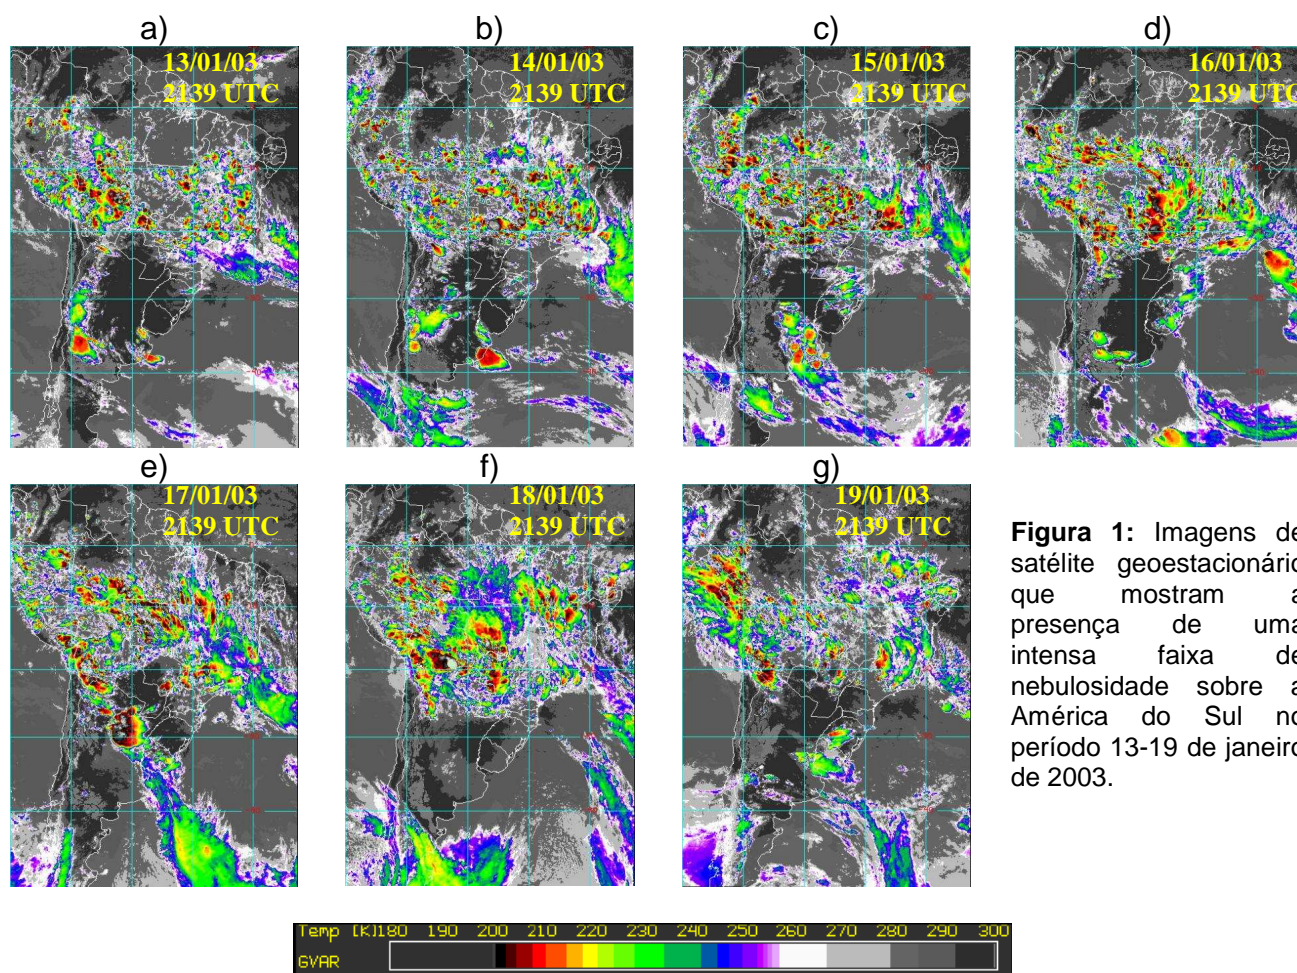 a)
b)
c)
d)
13/01/03
2139 UTC
14/01/03
2139 UTC
15/01/03
2139 UTC
16/01/03
2139 UTC
e)
f)
g)
17/01/03
2139 UTC
18/01/03
2139 UTC
19/01/03
2139 UTC
Figura 1: Imagens de
satélite geoestacionário
que mostram a
presença de uma
intensa faixa de
nebulosidade sobre a
América do Sul no
período 13-19 de janeiro
de 2003.
Temp [K]180 190 200 210 220 230 240 250 260 270 280 290 300
GVAR